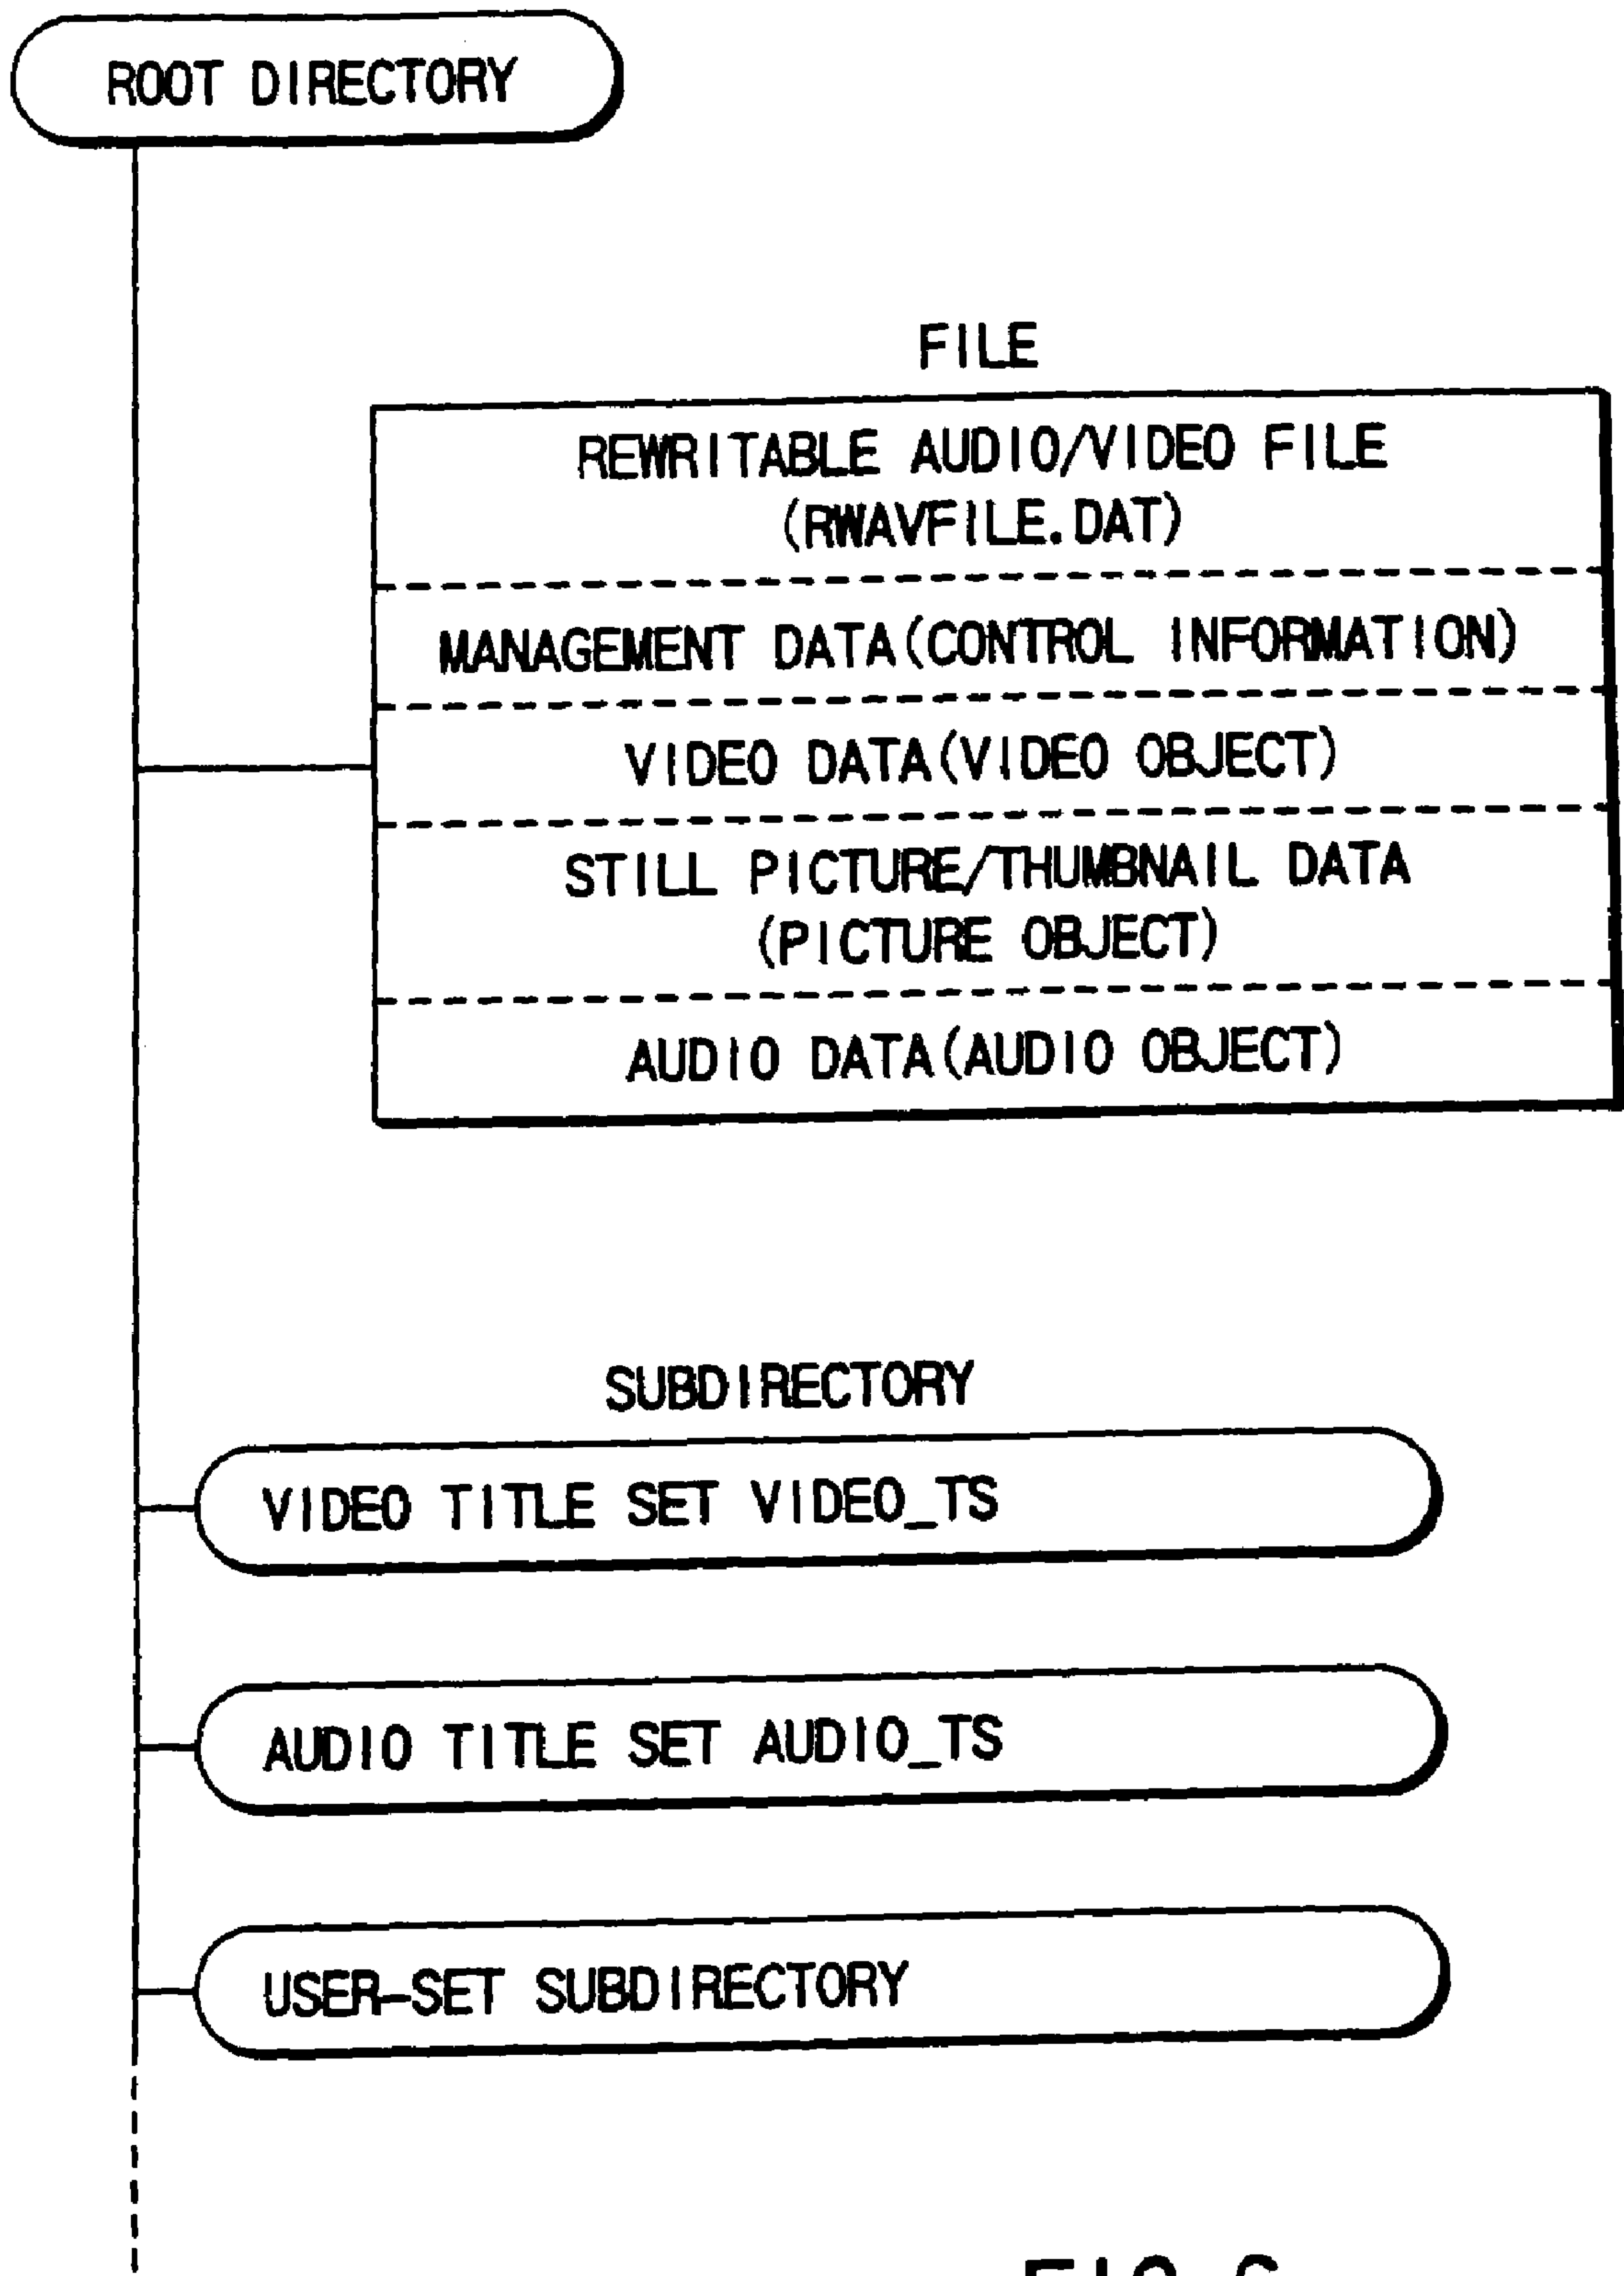 ROOT DIRECTORY
FILE
REWRITABLE AUDIO/VIDEO FILE
(RWAVFILE.DAT)
MANAGEMENT DATA(CONTROL INFORMATION)
VIDEO DATA(VIDEO OBJECT)
STILL PICTURE/THUMBNAIL DATA
(PICTURE OBJECT)
AUDIO DATA(AUDIO OBJECT)
SUBDIRECTORY
VIDEO TITLE SET VIDEO_TS
AUDIO TITLE SET AUDIO_TS
USER-SET SUBDIRECTORY